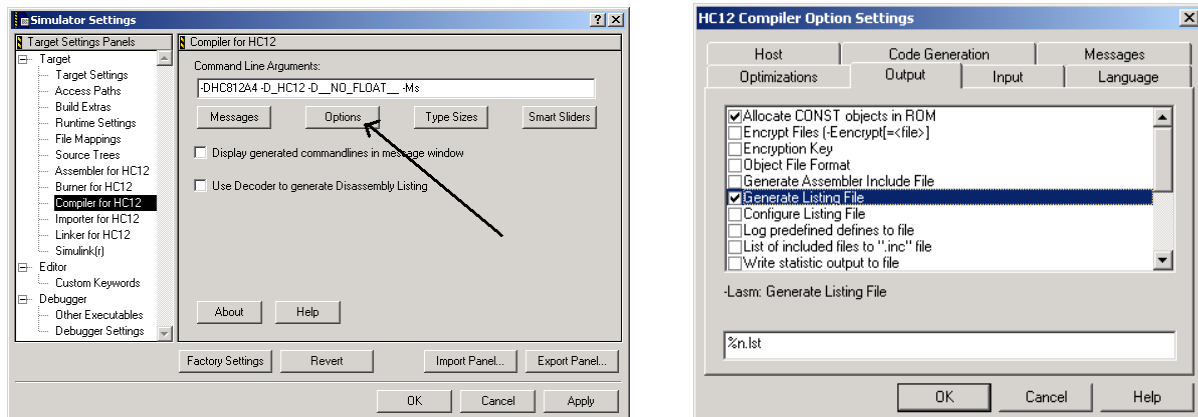 Simulator Settings
Target Settings Panels
Target
Target Settings
Access Paths
Build Extras
Runtime Settings
File Mappings
Source Trees
Assembler for HC12
Burner for HC12
Compiler for HC12
Importer for HC12
Linker for HC12
Simulink(r)
Editor
Custom Keywords
Debugger
Other Executables
Debugger Settings
Compiler for HC12
Command Line Arguments:
-DHC812A4 -D_HC12 -D__NO_FLOAT__ -Ms
Messages Options Type Sizes Smart Sliders
Display generated commandlines in message window
Use Decoder to generate Disassembly Listing
About Help
Factory Settings Revert Import Panel... Export Panel...
OK Cancel Apply
HC12 Compiler Option Settings
Host Code Generation Messages
Optimizations Output Input Language
Allocate CONST objects in ROM
Encrypt Files (-Eencrypt[=<file>]
Encryption Key
Object File Format
Generate Assembler Include File
Generate Listing File
Configure Listing File
Log predefined defines to file
List of included files to ".inc" file
Write statistic output to file
-Lasm: Generate Listing File
%n.lst
OK Cancel Help